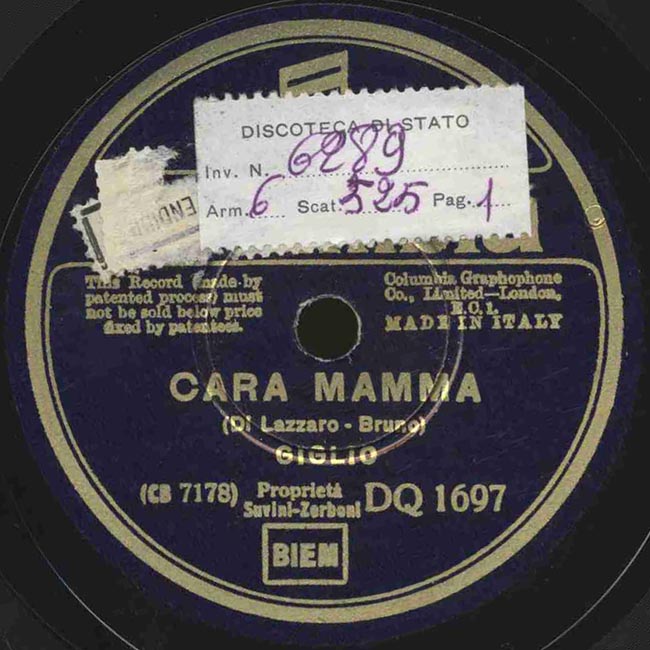 DISCOTECA DI STATO
Inv. N. 6289
Arm. 6 Scat. 525 Pag. 1
This Record (made by
patented process) must
not be sold below price
fixed by patentees.
Columbia Graphophone
Co., Limited—London,
E.C.1.
MADE IN ITALY
CARA MAMMA
(Di Lazzaro - Bruno)
GIGLIO
(CB 7178) Proprietà
Suvini-Zerboni DQ 1697
BIEM